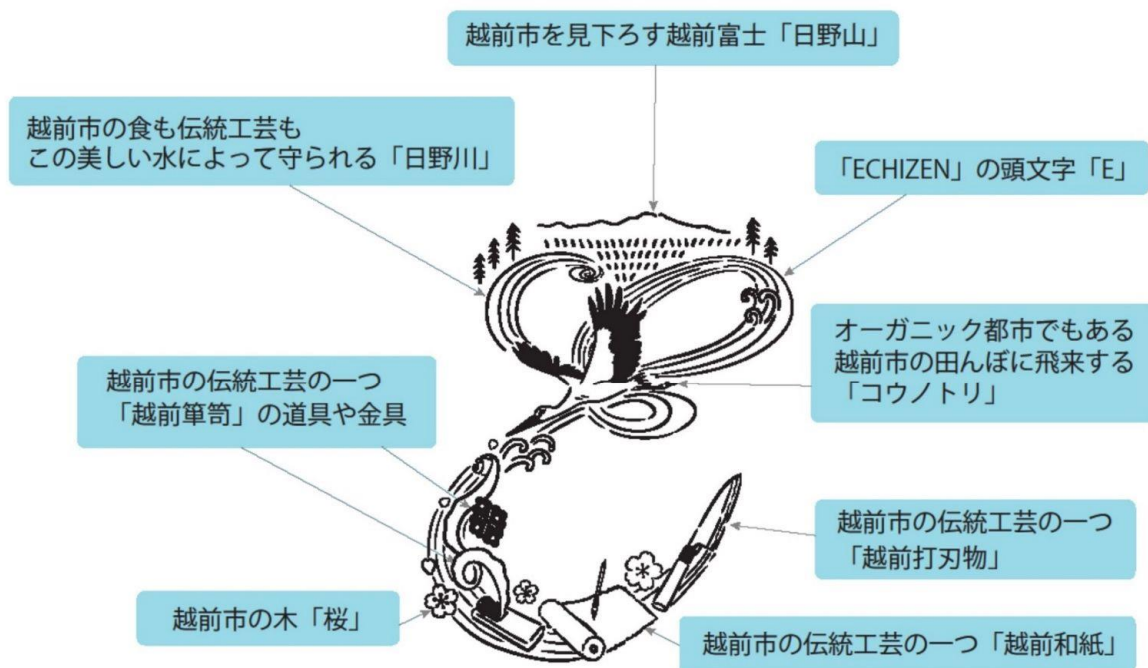 越前市を見下ろす越前富士「日野山」
越前市の食も伝統工芸も
この美しい水によって守られる「日野川」
「ECHIZEN」の頭文字「E」
オーガニック都市でもある
越前市の田んぼに飛来する
「コウノトリ」
越前市の伝統工芸の一つ
「越前箪笥」の道具や金具
越前市の伝統工芸の一つ
「越前打刃物」
越前市の木「桜」
越前市の伝統工芸の一つ「越前和紙」